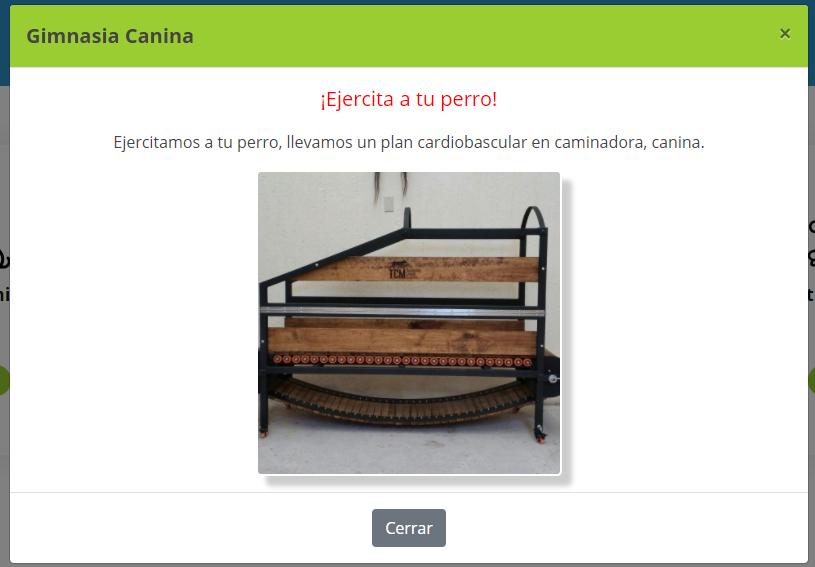 Gimnasia Canina
×
¡Ejercita a tu perro!
Ejercitamos a tu perro, llevamos un plan cardiobascular en caminadora, canina.
TCM
Cerrar